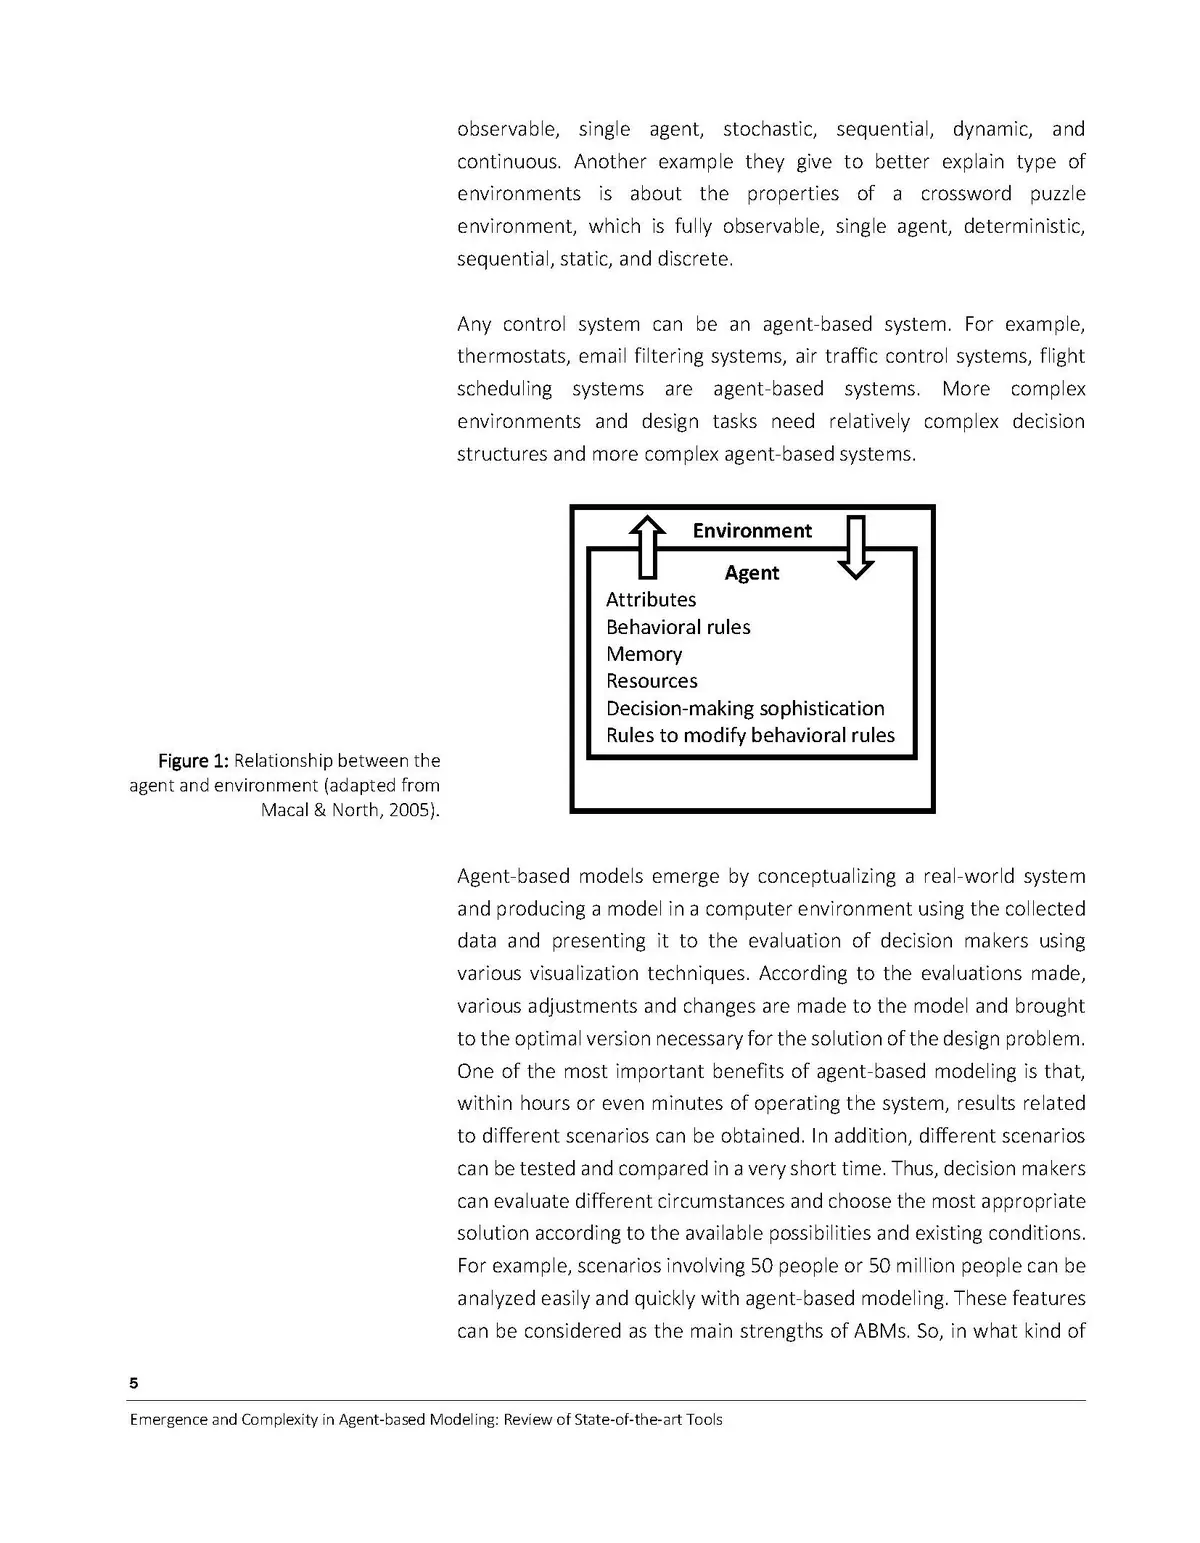 observable, single agent, stochastic, sequential, dynamic, and
continuous. Another example they give to better explain type of
environments is about the properties of a crossword puzzle
environment, which is fully observable, single agent, deterministic,
sequential, static, and discrete.
Any control system can be an agent-based system. For example,
thermostats, email filtering systems, air traffic control systems, flight
scheduling systems are agent-based systems. More complex
environments and design tasks need relatively complex decision
structures and more complex agent-based systems.
Environment
Agent
Attributes
Behavioral rules
Memory
Resources
Decision-making sophistication
Rules to modify behavioral rules
Figure 1: Relationship between the
agent and environment (adapted from
Macal & North, 2005).
Agent-based models emerge by conceptualizing a real-world system
and producing a model in a computer environment using the collected
data and presenting it to the evaluation of decision makers using
various visualization techniques. According to the evaluations made,
various adjustments and changes are made to the model and brought
to the optimal version necessary for the solution of the design problem.
One of the most important benefits of agent-based modeling is that,
within hours or even minutes of operating the system, results related
to different scenarios can be obtained. In addition, different scenarios
can be tested and compared in a very short time. Thus, decision makers
can evaluate different circumstances and choose the most appropriate
solution according to the available possibilities and existing conditions.
For example, scenarios involving 50 people or 50 million people can be
analyzed easily and quickly with agent-based modeling. These features
can be considered as the main strengths of ABMs. So, in what kind of
5
Emergence and Complexity in Agent-based Modeling: Review of State-of-the-art Tools